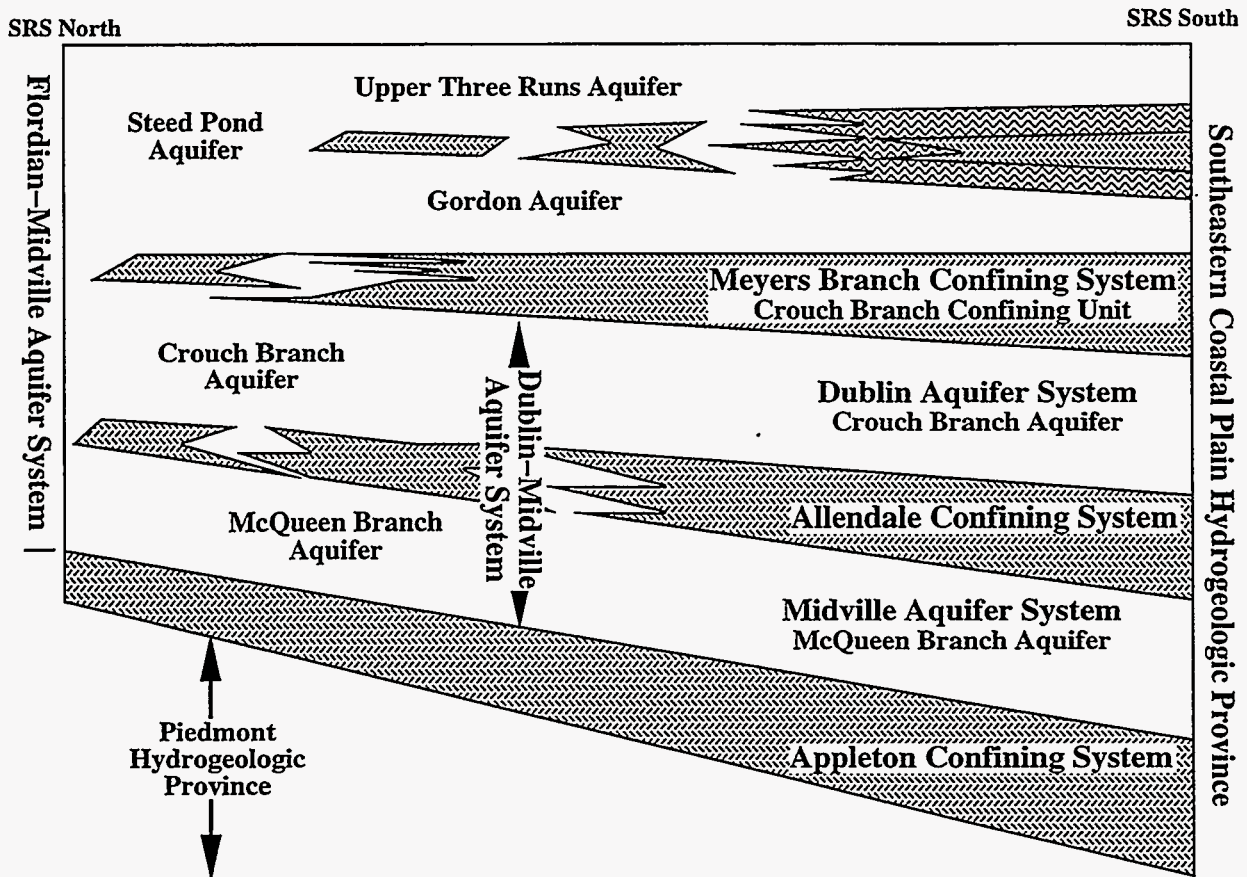 SRS North
SRS South
Flordian–Midville Aquifer System
Upper Three Runs Aquifer
Steed Pond
Aquifer
Gordon Aquifer
Meyers Branch Confining System
Crouch Branch Confining Unit
Crouch Branch
Aquifer
Dublin–Midville
Aquifer System
Dublin Aquifer System
Crouch Branch Aquifer
McQueen Branch
Aquifer
Allendale Confining System
Midville Aquifer System
McQueen Branch Aquifer
Piedmont
Hydrogeologic
Province
Appleton Confining System
Southeastern Coastal Plain Hydrogeologic Province